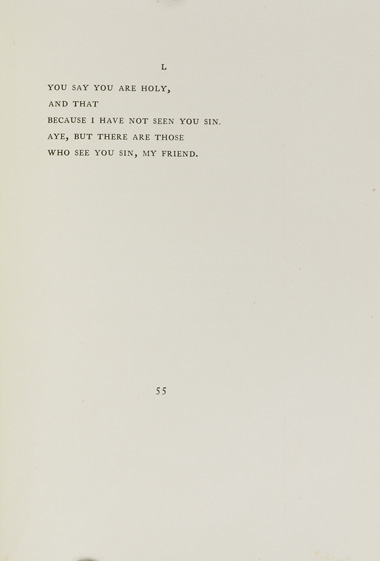 L
YOU SAY YOU ARE HOLY,
AND THAT
BECAUSE I HAVE NOT SEEN YOU SIN.
AYE, BUT THERE ARE THOSE
WHO SEE YOU SIN, MY FRIEND.
55